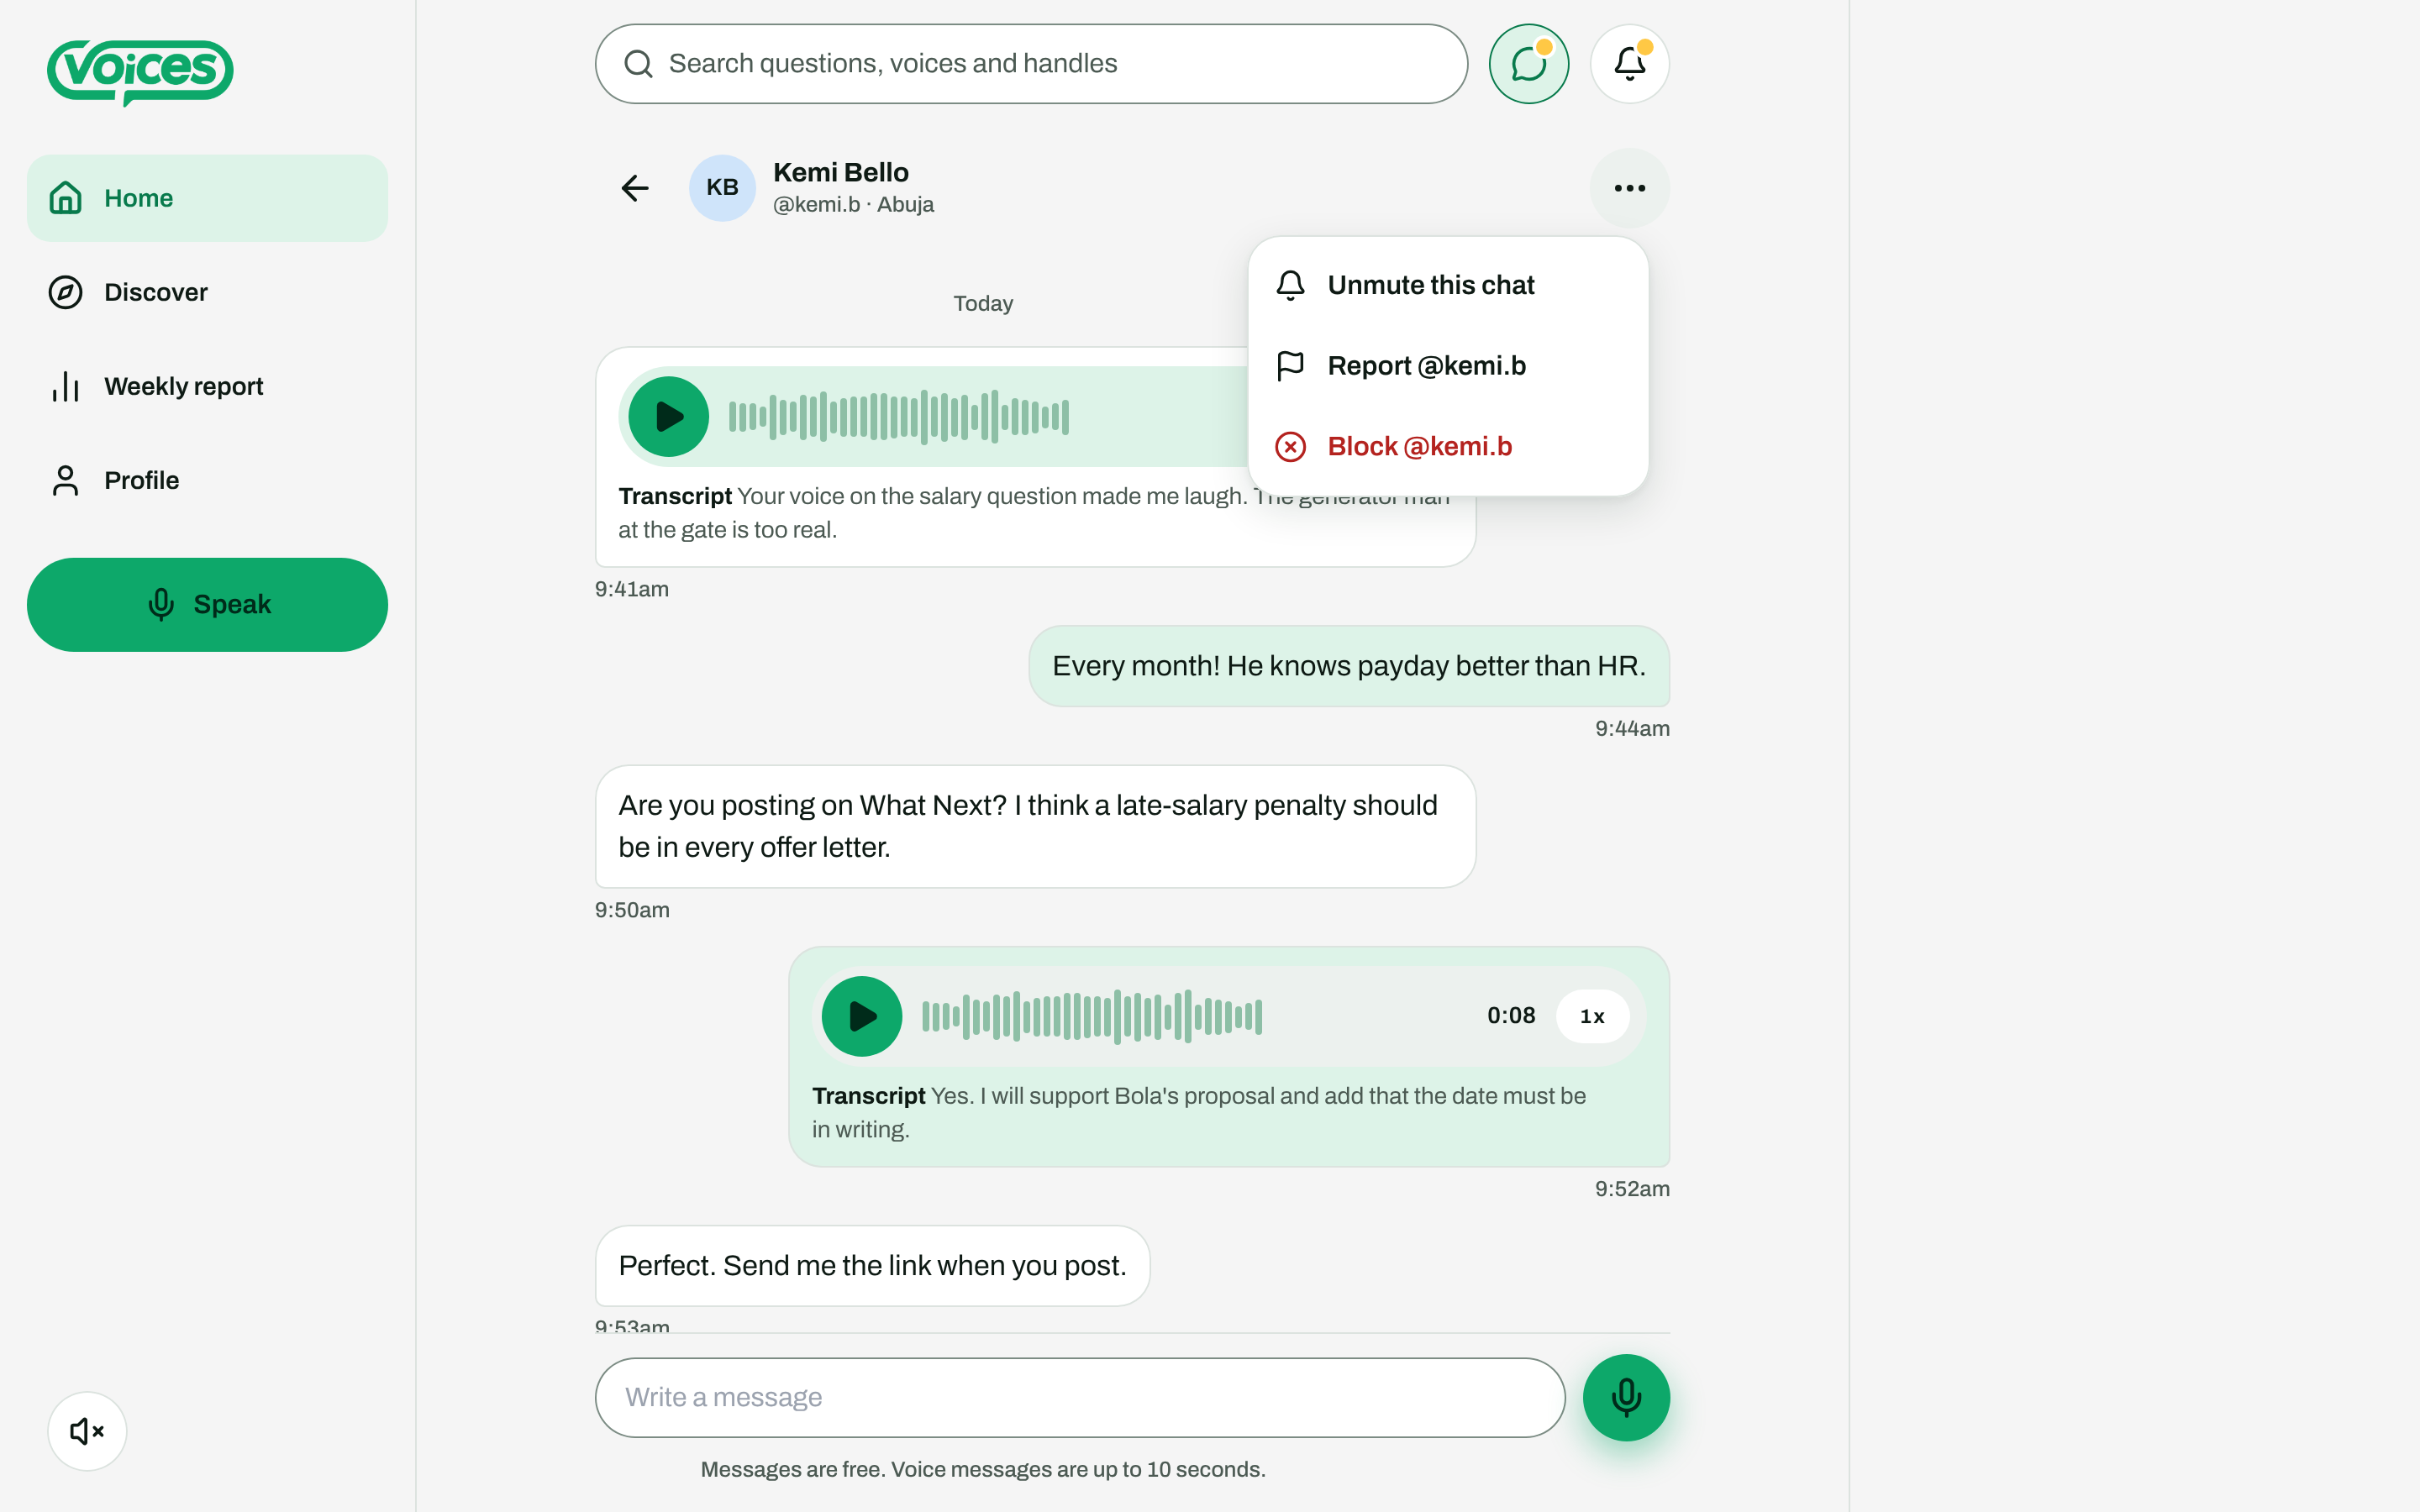 voices
Search questions, voices and handles
Home
Discover
Weekly report
Profile
Speak
KB
Kemi Bello
@kemi.b · Abuja
Unmute this chat
Report @kemi.b
Block @kemi.b
Today
Transcript Your voice on the salary question made me laugh. The generator man
at the gate is too real.
9:41am
Every month! He knows payday better than HR.
9:44am
Are you posting on What Next? I think a late-salary penalty should
be in every offer letter.
9:50am
0:08
1x
Transcript Yes. I will support Bola's proposal and add that the date must be
in writing.
9:52am
Perfect. Send me the link when you post.
9:53am
Write a message
Messages are free. Voice messages are up to 10 seconds.